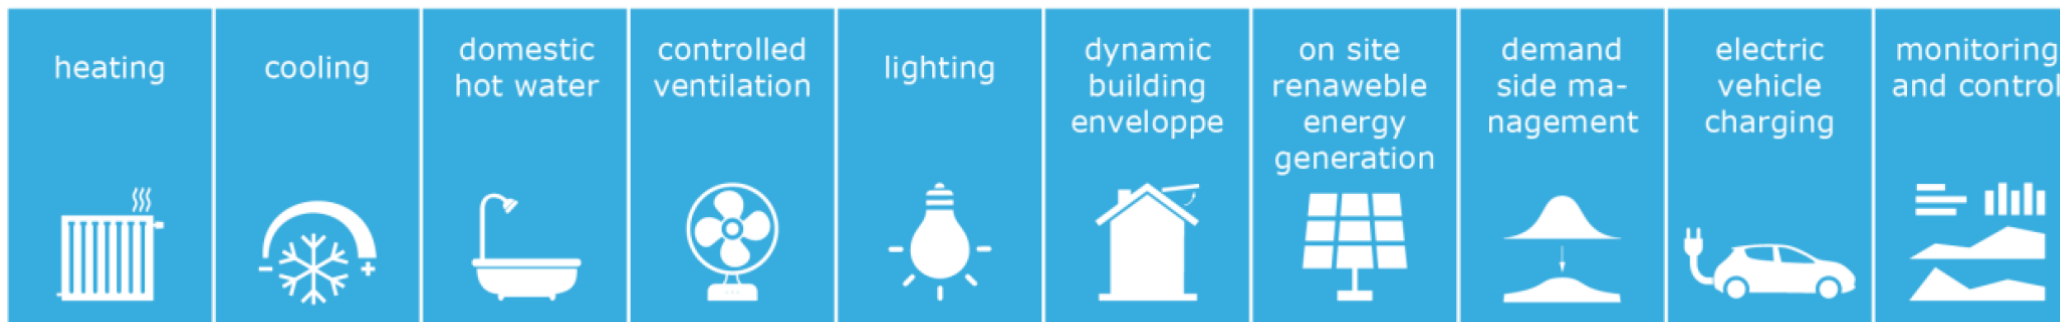 heating
cooling
domestic
hot water
controlled
ventilation
lighting
dynamic
building
enveloppe
on site
renaweble
energy
generation
demand
side ma-
nagement
electric
vehicle
charging
monitoring
and control